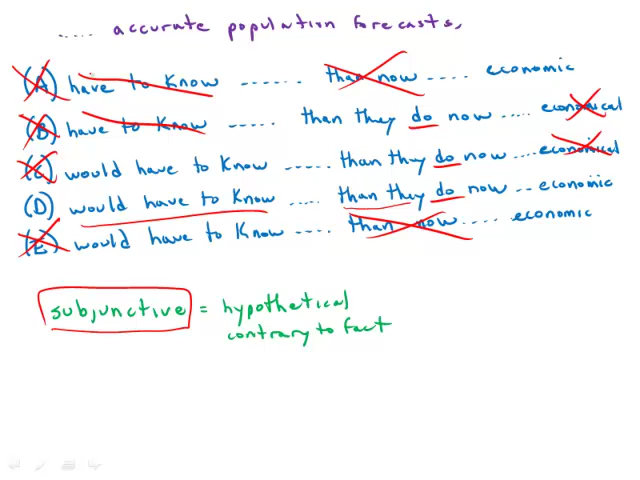 ..... accurate population forecasts,
(A) have to know ...... than now .... economic
(B) have to know ..... than they do now ..... economical
(C) would have to know ..... than they do now .... economical
(D) would have to know .... than they do now .. economic
(E) would have to know .... than now ..... economic
subjunctive = hypothetical
contrary to fact